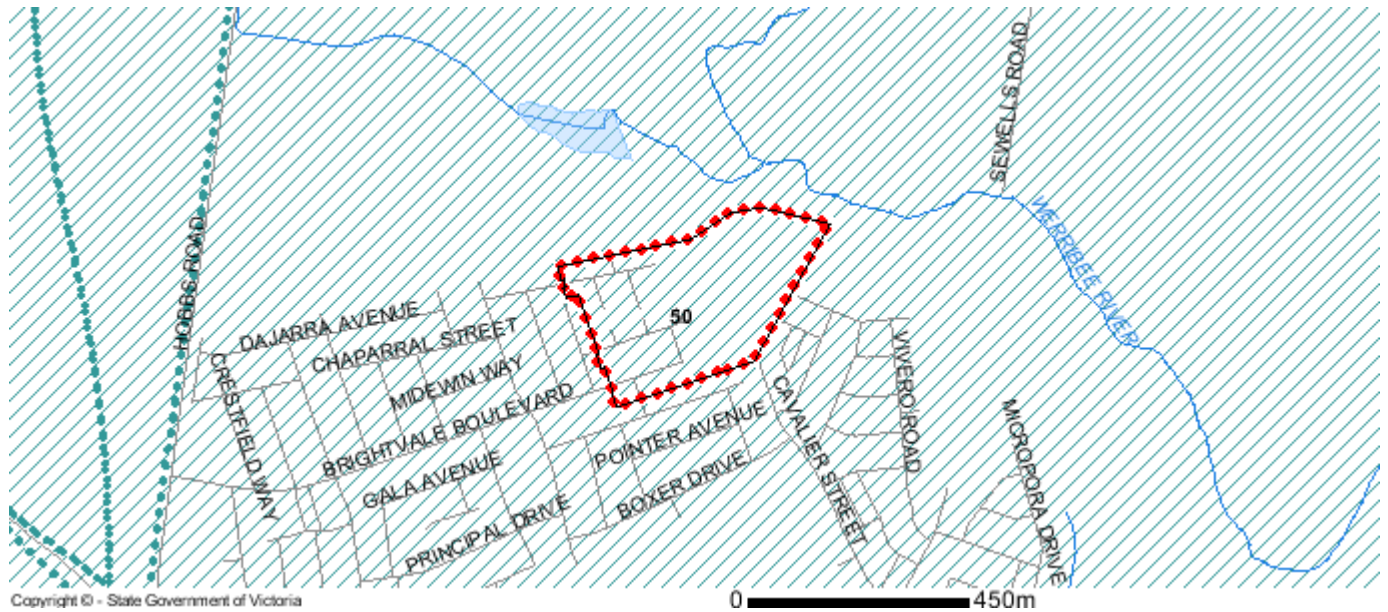 SEWELLS ROAD
WERRIBEE RIVER
HOBBS ROAD
DAJARRA AVENUE
CHAPARRAL STREET
50
MIDEWIN WAY
CRESTFIELD WAY
BRIGHTVALE BOULEVARD
VIVERO ROAD
CAVALIER STREET
POINTER AVENUE
MICROPORA DRIVE
GALA AVENUE
BOXER DRIVE
PRINCIPAL DRIVE
Copyright © - State Government of Victoria
0 450m